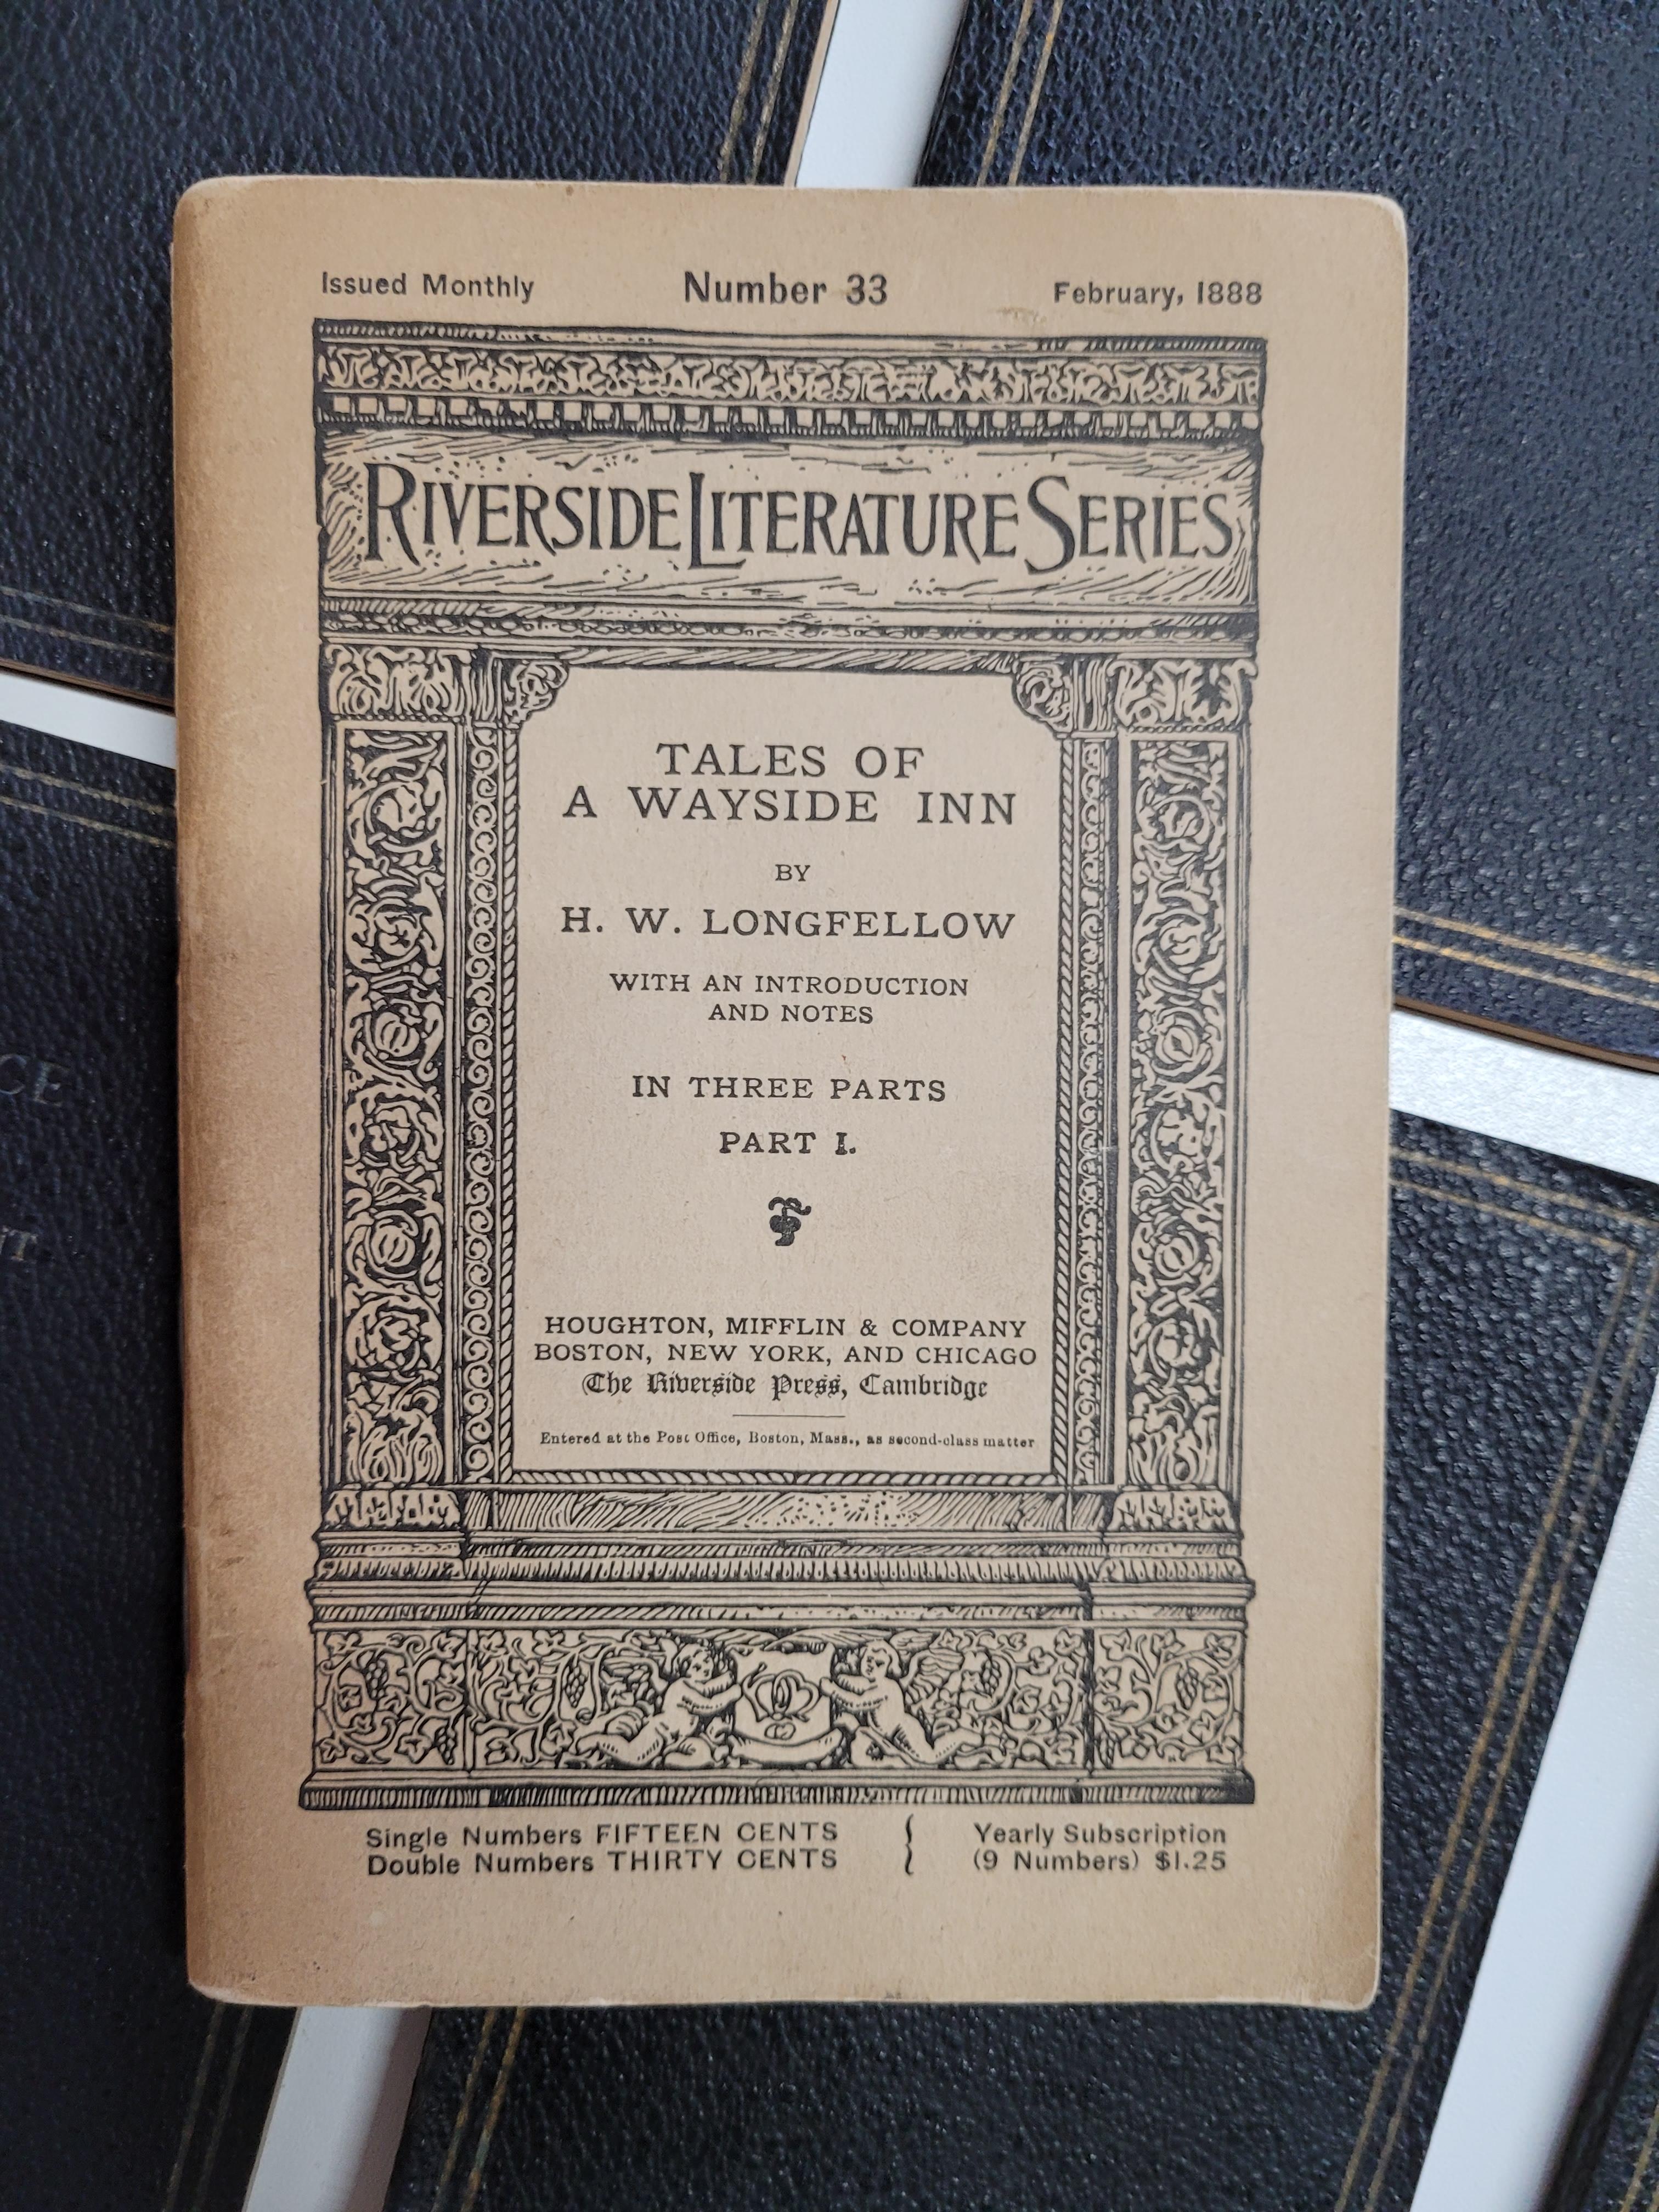 Issued Monthly Number 33 February, 1888
RIVERSIDE LITERATURE SERIES
TALES OF
A WAYSIDE INN
BY
H. W. LONGFELLOW
WITH AN INTRODUCTION
AND NOTES
IN THREE PARTS
PART I.
HOUGHTON, MIFFLIN & COMPANY
BOSTON, NEW YORK, AND CHICAGO
The Riverside Press, Cambridge
Entered at the Post Office, Boston, Mass., as second-class matter
Single Numbers FIFTEEN CENTS
Double Numbers THIRTY CENTS
Yearly Subscription
(9 Numbers) $1.25